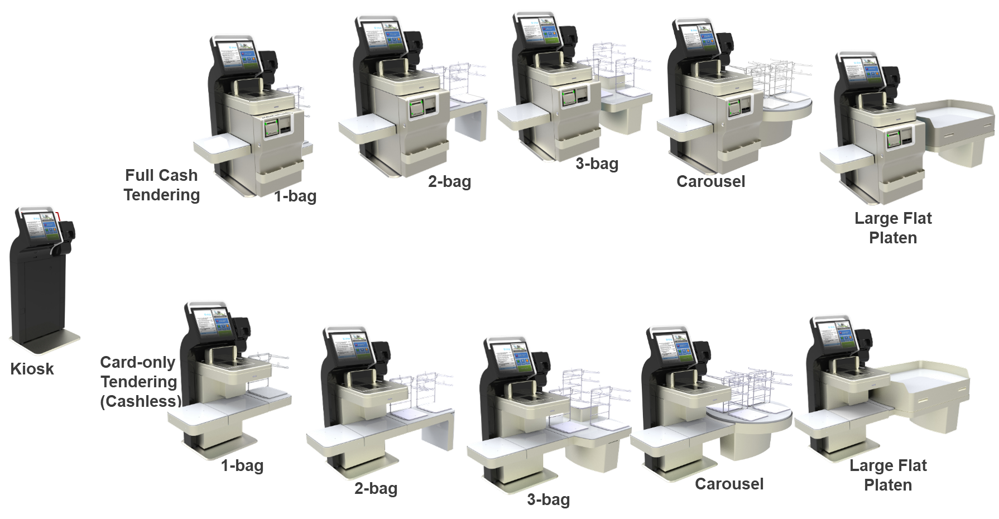 Full Cash
Tendering
1-bag
2-bag
3-bag
Carousel
Large Flat
Platen
Kiosk
Card-only
Tendering
(Cashless)
1-bag
2-bag
3-bag
Carousel
Large Flat
Platen